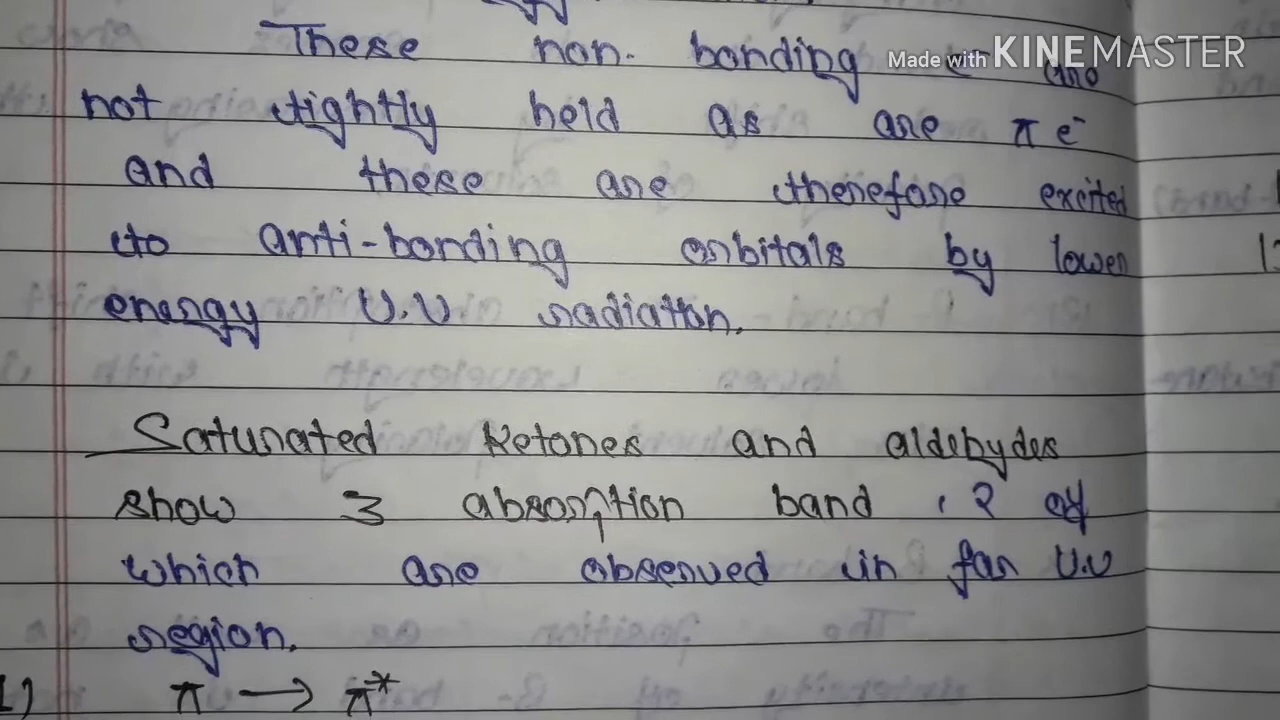 These non-bonding e⁻ are
Made with KINEMASTER
not tightly held as are π e⁻
and these are therefore excited
to anti-bonding orbitals by lower
energy U.V radiation.
Saturated Ketones and aldehydes
show 3 absorption band , 2 of
which are observed in far U.V
region.
1) π → π*